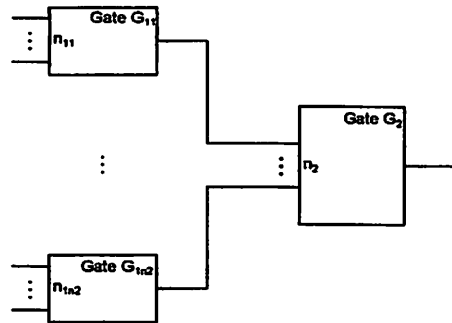 Gate G₁₁
n₁₁
Gate G₂
n₂
Gate G₁ₙ₂
n₁ₙ₂